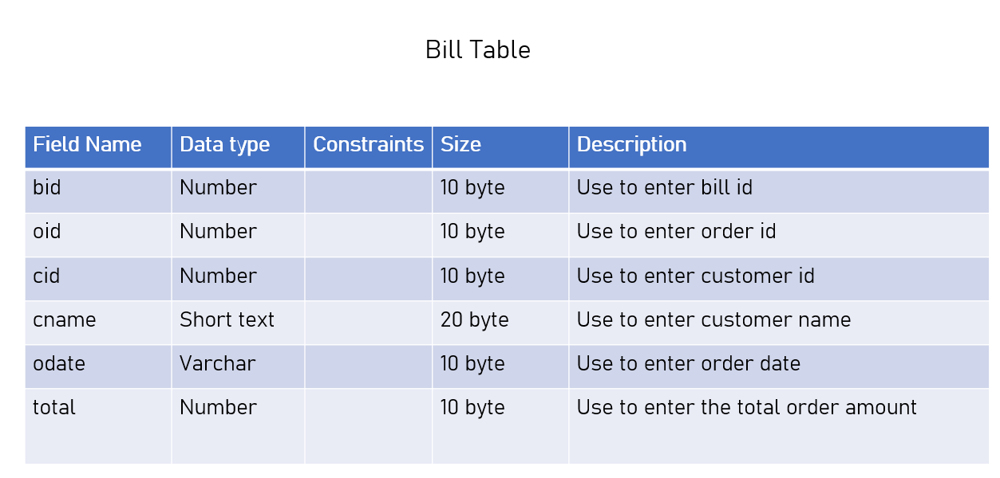 Bill Table
Field Name Data type Constraints Size Description
bid Number 10 byte Use to enter bill id
oid Number 10 byte Use to enter order id
cid Number 10 byte Use to enter customer id
cname Short text 20 byte Use to enter customer name
odate Varchar 10 byte Use to enter order date
total Number 10 byte Use to enter the total order amount